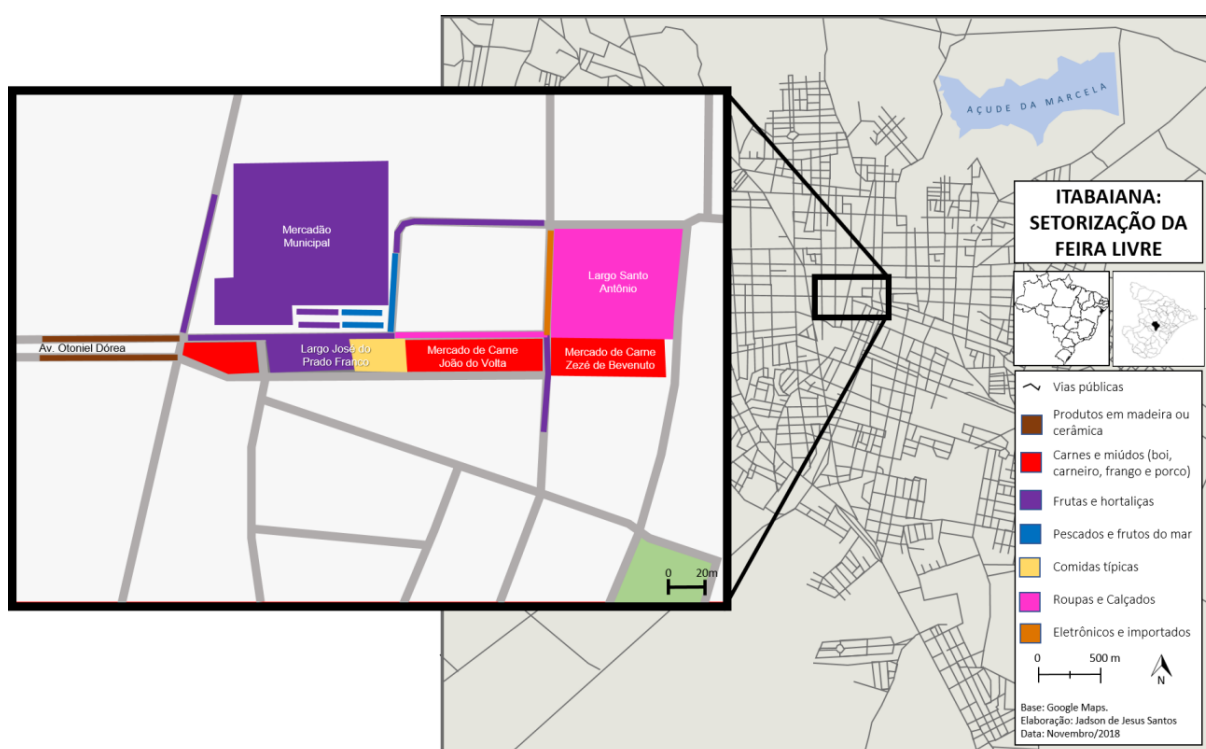 AÇUDE DA MARCELA
ITABAIANA:
SETORIZAÇÃO DA
FEIRA LIVRE
Mercadão
Municipal
Largo Santo
Antônio
Av. Otoniel Dórea
Largo José do
Prado Franco
Mercado de Carne
João do Volta
Mercado de Carne
Zezé de Bevenuto
0 20m
Vias públicas
Produtos em madeira ou
cerâmica
Carnes e miúdos (boi,
carneiro, frango e porco)
Frutas e hortaliças
Pescados e frutos do mar
Comidas típicas
Roupas e Calçados
Eletrônicos e importados
0 500 m
N
Base: Google Maps.
Elaboração: Jadson de Jesus Santos
Data: Novembro/2018